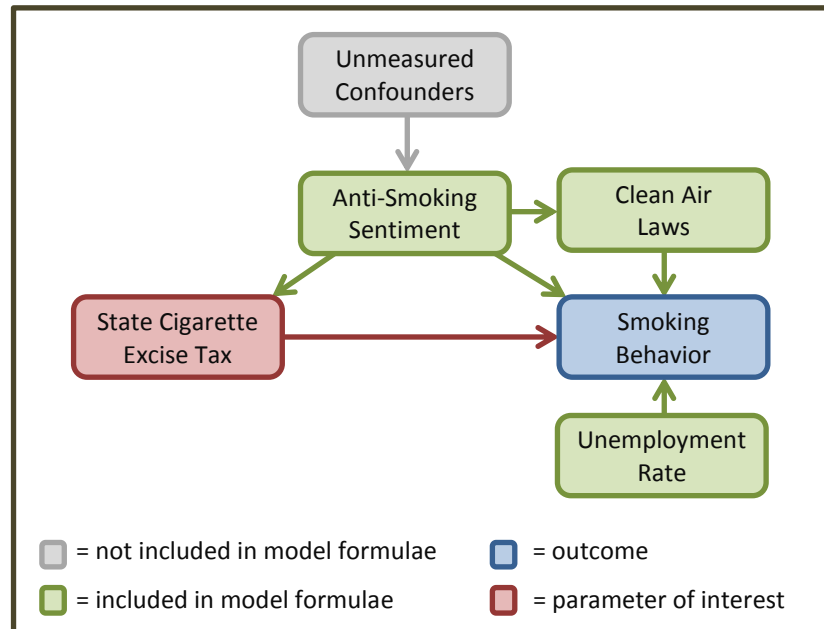 Unmeasured
Confounders
Anti-Smoking
Sentiment
Clean Air
Laws
State Cigarette
Excise Tax
Smoking
Behavior
Unemployment
Rate
= not included in model formulae
= outcome
= included in model formulae
= parameter of interest